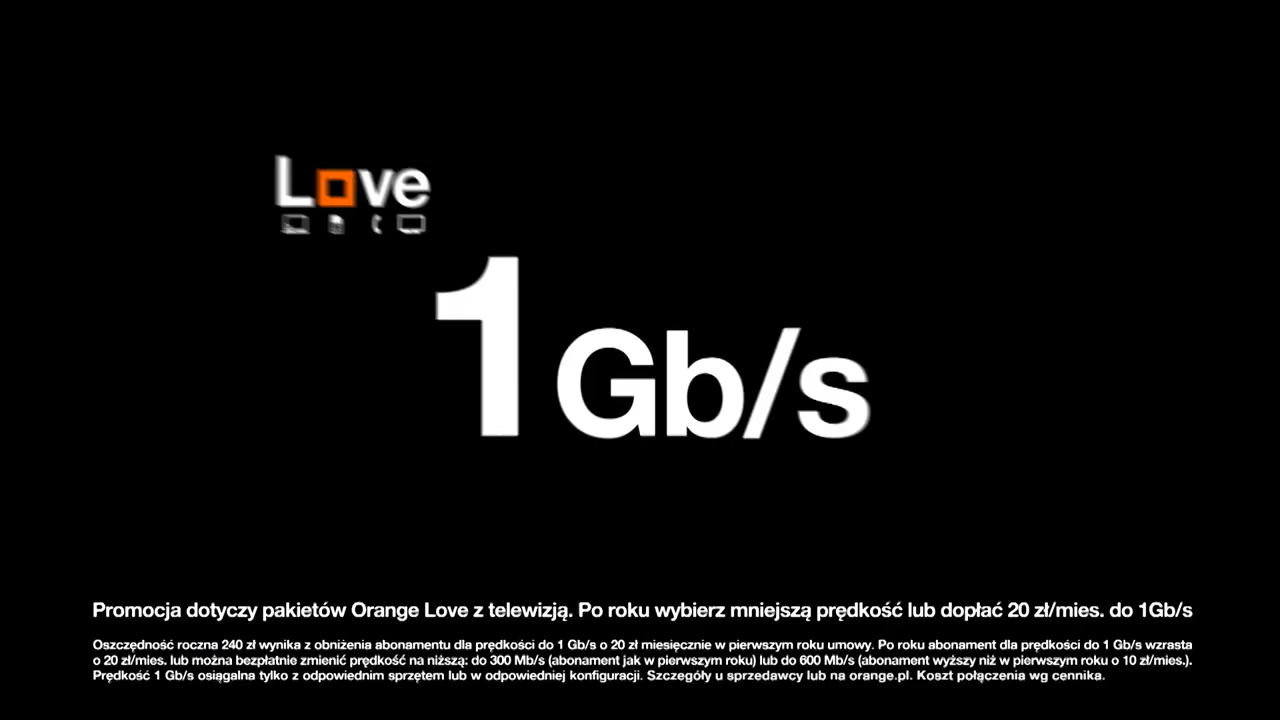 Love
1 Gb/s
Promocja dotyczy pakietów Orange Love z telewizją. Po roku wybierz mniejszą prędkość lub dopłać 20 zł/mies. do 1Gb/s
Oszczędność roczna 240 zł wynika z obniżenia abonamentu dla prędkości do 1 Gb/s o 20 zł miesięcznie w pierwszym roku umowy. Po roku abonament dla prędkości do 1 Gb/s wzrasta
o 20 zł/mies. lub można bezpłatnie zmienić prędkość na niższą: do 300 Mb/s (abonament jak w pierwszym roku) lub do 600 Mb/s (abonament wyższy niż w pierwszym roku o 10 zł/mies.).
Prędkość 1 Gb/s osiągalna tylko z odpowiednim sprzętem lub w odpowiedniej konfiguracji. Szczegóły u sprzedawcy lub na orange.pl. Koszt połączenia wg cennika.